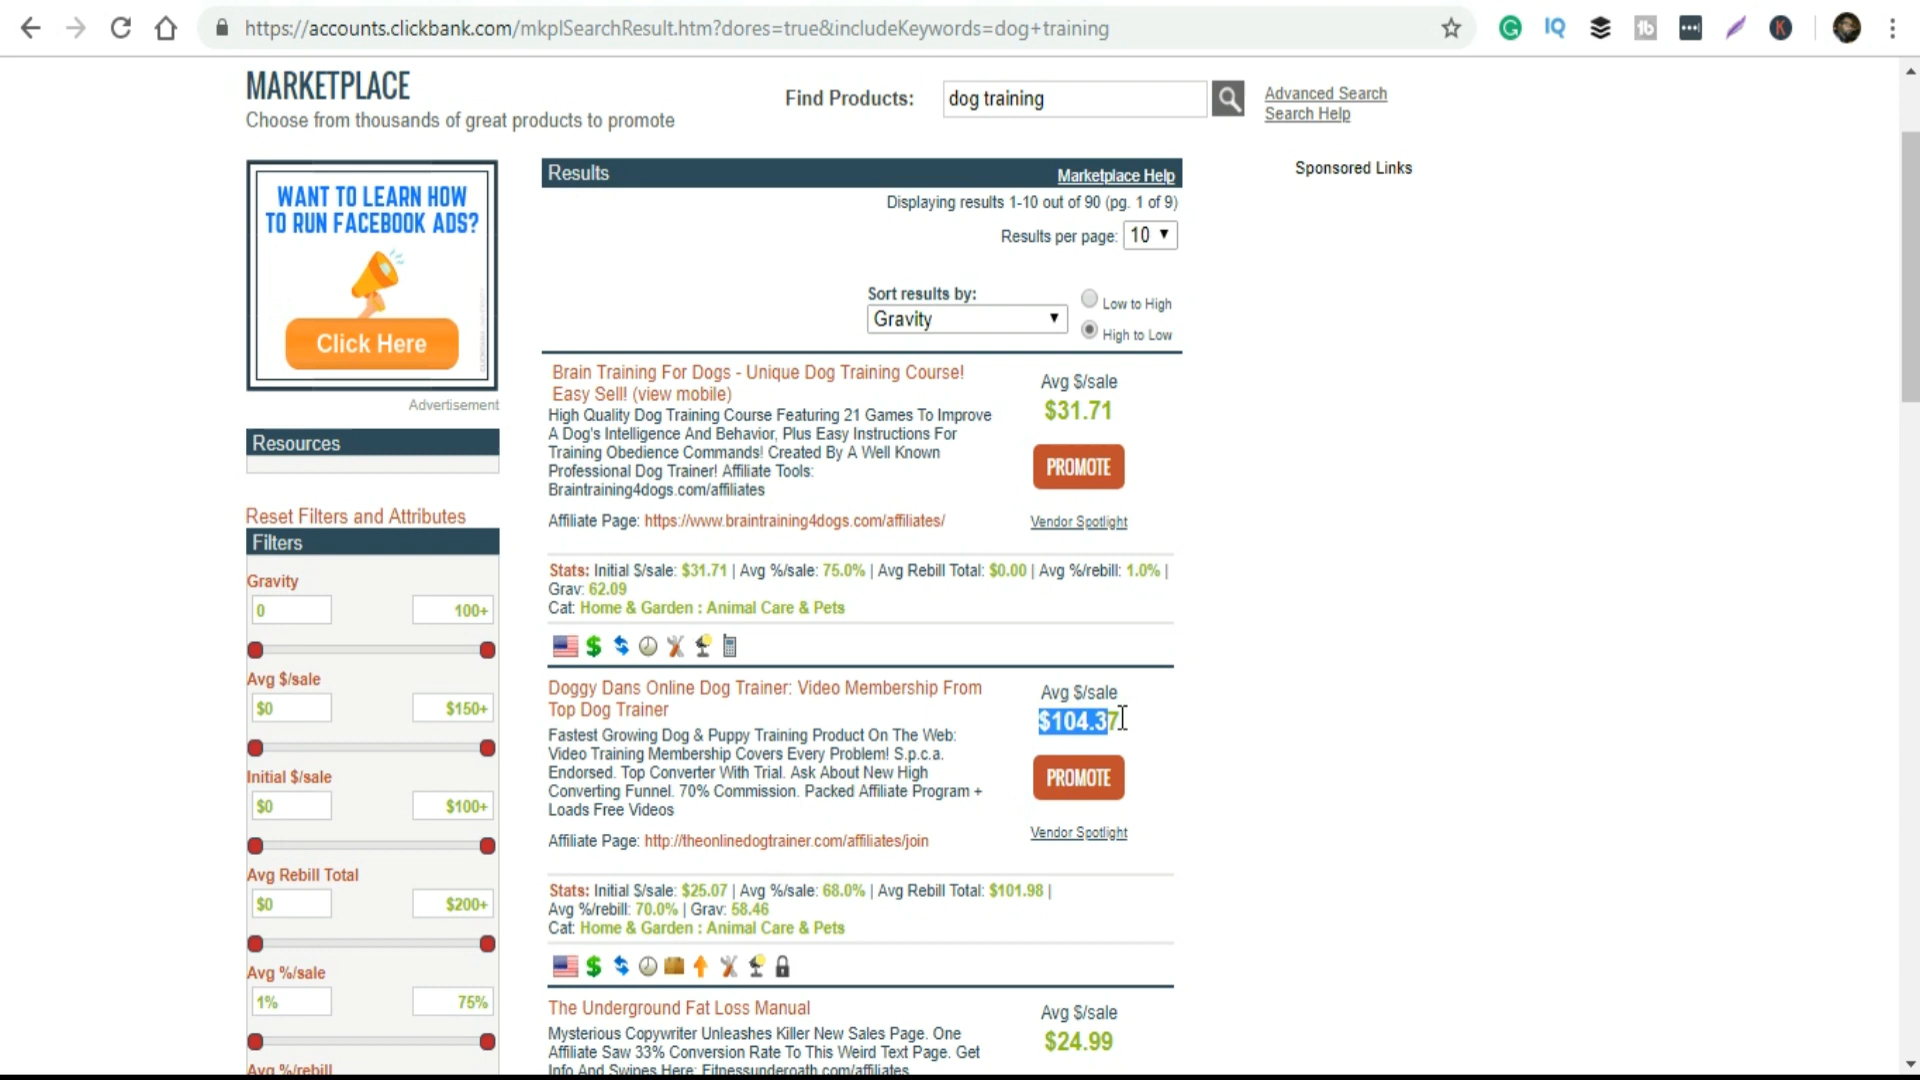 https://accounts.clickbank.com/mkplSearchResult.htm?dores=true&includeKeywords=dog+training
MARKETPLACE
Choose from thousands of great products to promote
Find Products:
dog training
Advanced Search
Search Help
WANT TO LEARN HOW
TO RUN FACEBOOK ADS?
Click Here
Advertisement
Resources
Reset Filters and Attributes
Filters
Gravity
0
100+
Avg $/sale
$0
$150+
Initial $/sale
$0
$100+
Avg Rebill Total
$0
$200+
Avg %/sale
1%
75%
Avg %/rebill
Results
Marketplace Help
Displaying results 1-10 out of 90 (pg. 1 of 9)
Results per page: 10
Sort results by:
Gravity
Low to High
High to Low
Brain Training For Dogs - Unique Dog Training Course!
Easy Sell! (view mobile)
High Quality Dog Training Course Featuring 21 Games To Improve
A Dog's Intelligence And Behavior, Plus Easy Instructions For
Training Obedience Commands! Created By A Well Known
Professional Dog Trainer! Affiliate Tools:
Braintraining4dogs.com/affiliates
Affiliate Page: https://www.braintraining4dogs.com/affiliates/
Avg $/sale
$31.71
PROMOTE
Vendor Spotlight
Stats: Initial $/sale: $31.71 | Avg %/sale: 75.0% | Avg Rebill Total: $0.00 | Avg %/rebill: 1.0% |
Grav: 62.09
Cat: Home & Garden : Animal Care & Pets
Doggy Dans Online Dog Trainer: Video Membership From
Top Dog Trainer
Fastest Growing Dog & Puppy Training Product On The Web:
Video Training Membership Covers Every Problem! S.p.c.a.
Endorsed. Top Converter With Trial. Ask About New High
Converting Funnel. 70% Commission. Packed Affiliate Program +
Loads Free Videos
Affiliate Page: http://theonlinedogtrainer.com/affiliates/join
Avg $/sale
$104.37
PROMOTE
Vendor Spotlight
Stats: Initial $/sale: $25.07 | Avg %/sale: 68.0% | Avg Rebill Total: $101.98 |
Avg %/rebill: 70.0% | Grav: 58.46
Cat: Home & Garden : Animal Care & Pets
The Underground Fat Loss Manual
Mysterious Copywriter Unleashes Killer New Sales Page. One
Affiliate Saw 33% Conversion Rate To This Weird Text Page. Get
Info And Swipes Here: Fitnessunderoath.com/affiliates
Avg $/sale
$24.99
Sponsored Links